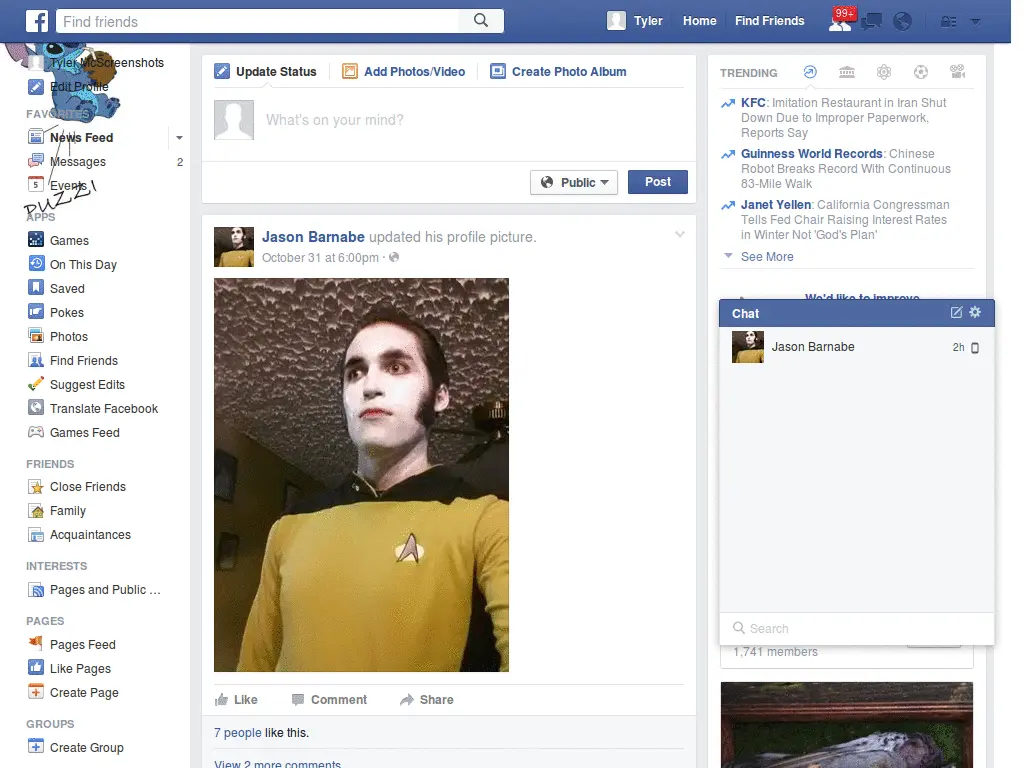 Find friends
Tyler
Home
Find Friends
99+
Tyler McScreenshots
Edit Profile
FAVORITES
News Feed
Messages
2
5
Events
PUZZI
APPS
Games
On This Day
Saved
Pokes
Photos
Find Friends
Suggest Edits
Translate Facebook
Games Feed
FRIENDS
Close Friends
Family
Acquaintances
INTERESTS
Pages and Public ...
PAGES
Pages Feed
Like Pages
Create Page
GROUPS
Create Group
Update Status
Add Photos/Video
Create Photo Album
What's on your mind?
Public
Post
Jason Barnabe updated his profile picture.
October 31 at 6:00pm ·
Like
Comment
Share
7 people like this.
View 2 more comments
TRENDING
KFC: Imitation Restaurant in Iran Shut
Down Due to Improper Paperwork,
Reports Say
Guinness World Records: Chinese
Robot Breaks Record With Continuous
83-Mile Walk
Janet Yellen: California Congressman
Tells Fed Chair Raising Interest Rates
in Winter Not 'God's Plan'
See More
We'd like to improve
Chat
Jason Barnabe
2h
Search
1,741 members